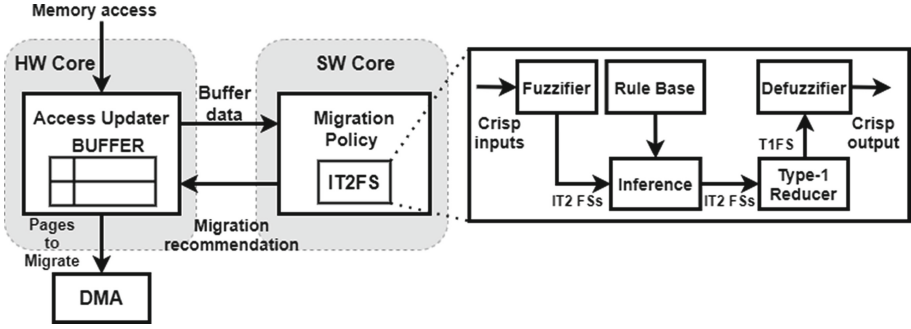 Memory access
HW Core
SW Core
Access Updater
BUFFER
Buffer
data
Migration
Policy
IT2FS
Migration
recommendation
Pages
to
Migrate
DMA
Fuzzifier
Rule Base
Defuzzifier
Crisp
inputs
Crisp
output
T1FS
IT2 FSs
Inference
IT2 FSs
Type-1
Reducer